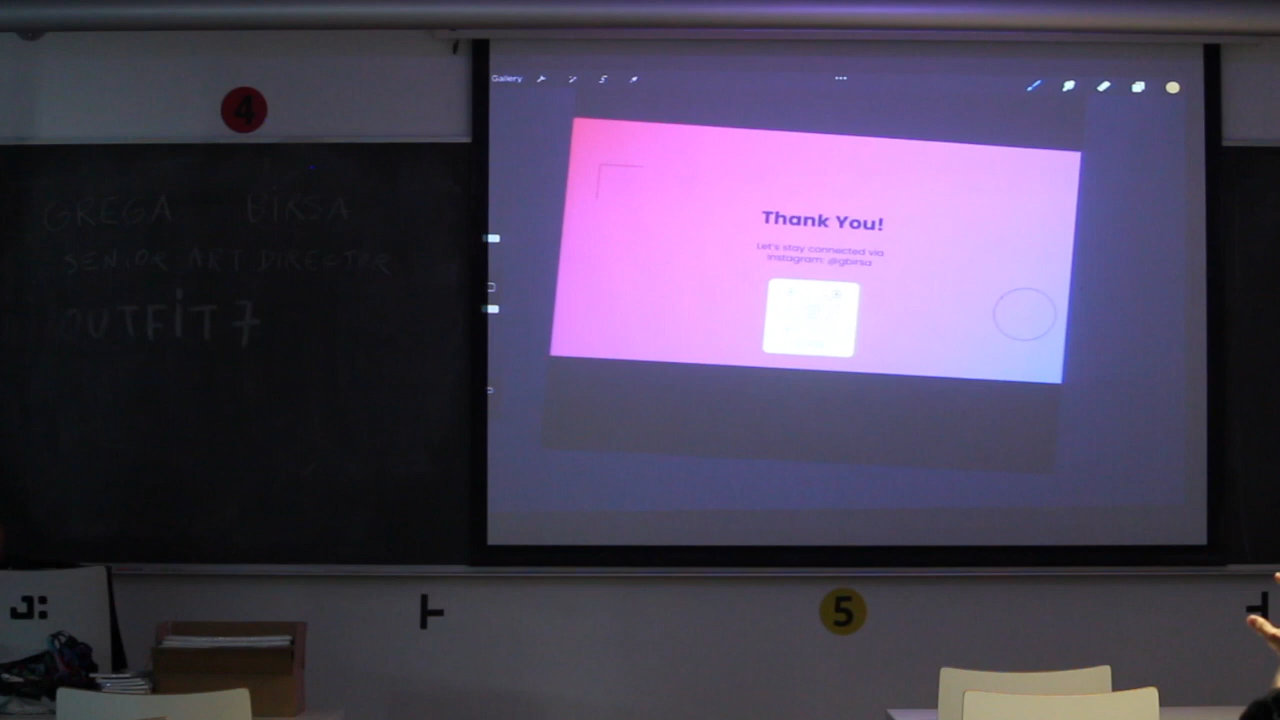 4
GREGA BIRSA
SENIOR ART DIRECTOR
OUTFIT7
Gallery
Thank You!
Let's stay connected via
Instagram: @gbirsa
5